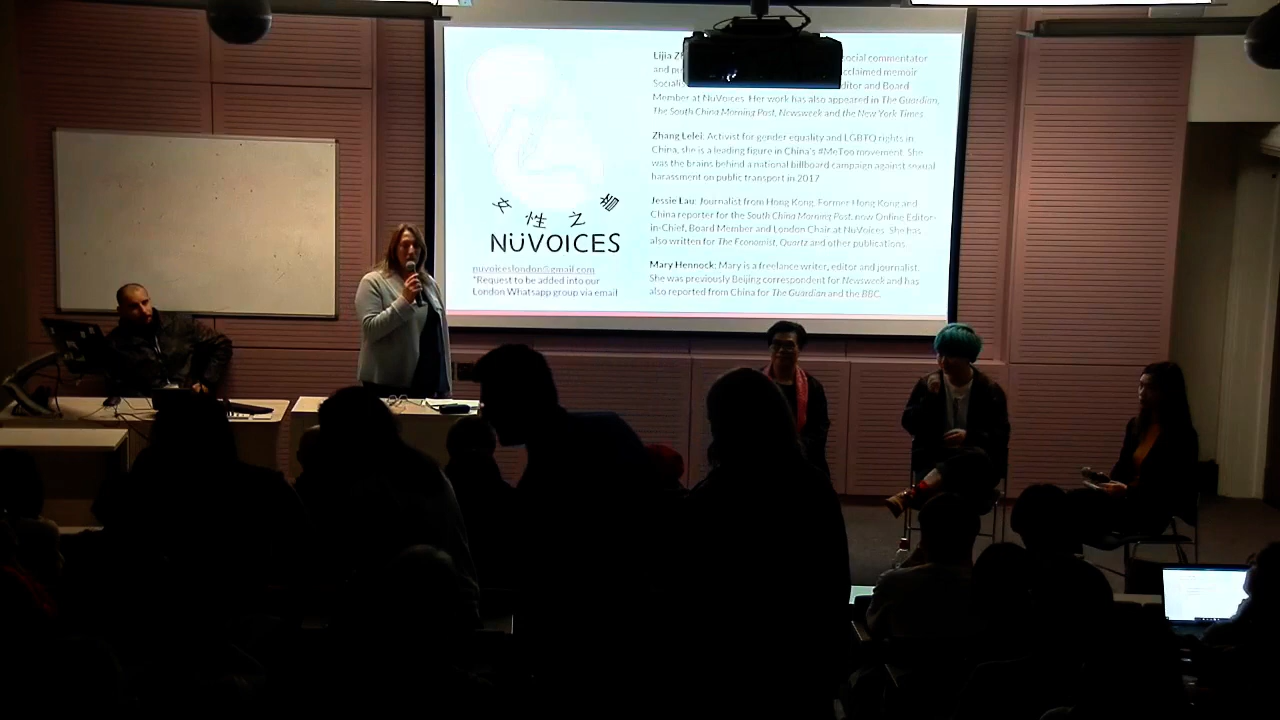 女性之聲
NÜVOICES
nuvoiceslondon@gmail.com
*Request to be added into our
London Whatsapp group via email
Lijia social commentator
and acclaimed memoir
Editor and Board
Member at NuVoices. Her work has also appeared in The Guardian,
The South China Morning Post, Newsweek and the New York Times.
Zhang Lelei: Activist for gender equality and LGBTQ rights in
China, she is a leading figure in China's #MeToo movement. She
was the brains behind a national billboard campaign against sexual
harassment on public transport in 2017
Jessie Lau: Journalist from Hong Kong. Former Hong Kong and
China reporter for the South China Morning Post, now Online Editor-
in-Chief, Board Member and London Chair at NuVoices. She has
also written for The Economist, Quartz and other publications.
Mary Hennock: Mary is a freelance writer, editor and journalist.
She was previously Beijing correspondent for Newsweek and has
also reported from China for The Guardian and the BBC.